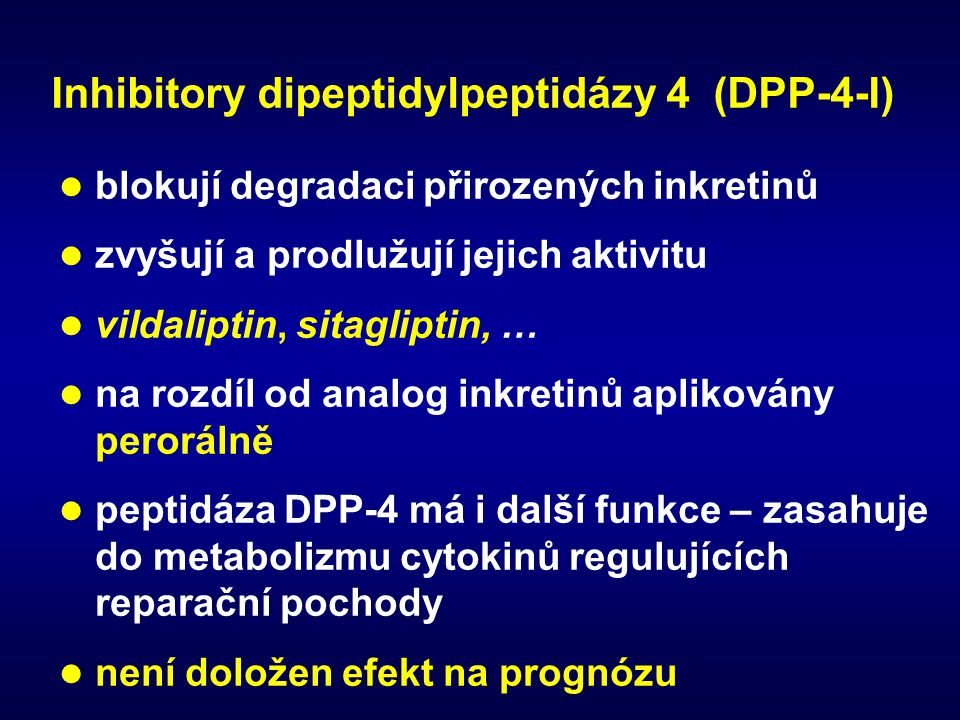 Inhibitory dipeptidylpeptidázy 4 (DPP-4-I)
● blokují degradaci přirozených inkretinů
● zvyšují a prodlužují jejich aktivitu
● vildaliptin, sitagliptin, …
● na rozdíl od analog inkretinů aplikovány
perorálně
● peptidáza DPP-4 má i další funkce – zasahuje
do metabolizmu cytokinů regulujících
reparační pochody
● není doložen efekt na prognózu